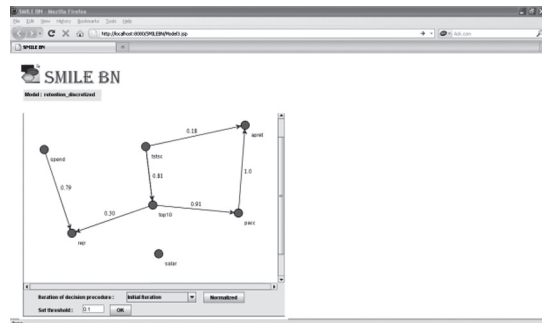 SMILE BN - Mozilla Firefox
File Edit View History Bookmarks Tools Help
http://localhost:8080/SMILEBN/Model3.jsp
Ask.com
SMILE BN
SMILE BN
Model : retention_discretized
apret
0.18
spend
tstsc
0.79
0.81
1.0
0.30
top10
0.91
pacc
rejr
salar
Iteration of decision procedure :
Initial Iteration
Normalized
Set threshold :
0.1
OK